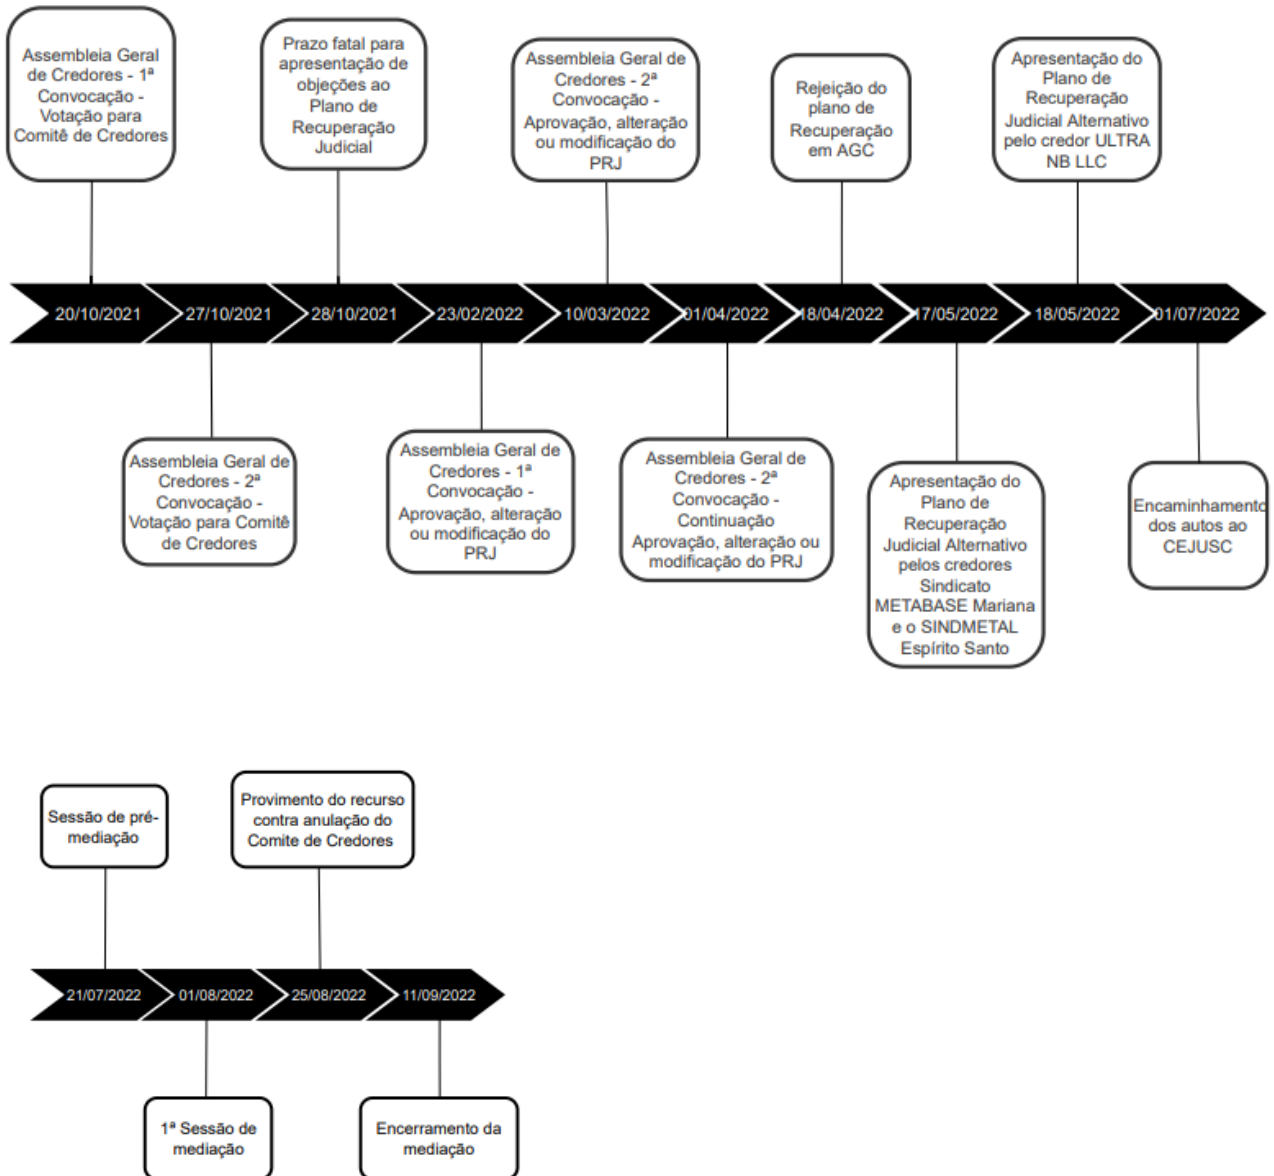 Assembleia Geral
de Credores - 1ª
Convocação -
Votação para
Comitê de Credores
Prazo fatal para
apresentação de
objeções ao
Plano de
Recuperação
Judicial
Assembleia Geral de
Credores - 2ª
Convocação -
Aprovação, alteração
ou modificação do
PRJ
Rejeição do
plano de
Recuperação
em AGC
Apresentação do
Plano de
Recuperação
Judicial Alternativo
pelo credor ULTRA
NB LLC
20/10/2021
27/10/2021
28/10/2021
23/02/2022
10/03/2022
01/04/2022
18/04/2022
17/05/2022
18/05/2022
01/07/2022
Assembleia Geral de
Credores - 2ª
Convocação -
Votação para Comitê
de Credores
Assembleia Geral de
Credores - 1ª
Convocação -
Aprovação, alteração
ou modificação do
PRJ
Assembleia Geral de
Credores - 2ª
Convocação -
Continuação
Aprovação, alteração ou
modificação do PRJ
Apresentação do
Plano de
Recuperação
Judicial Alternativo
pelos credores
Sindicato
METABASE Mariana
e o SINDMETAL
Espírito Santo
Encaminhamento
dos autos ao
CEJUSC
Sessão de pré-
mediação
Provimento do recurso
contra anulação do
Comite de Credores
21/07/2022
01/08/2022
25/08/2022
11/09/2022
1ª Sessão de
mediação
Encerramento da
mediação